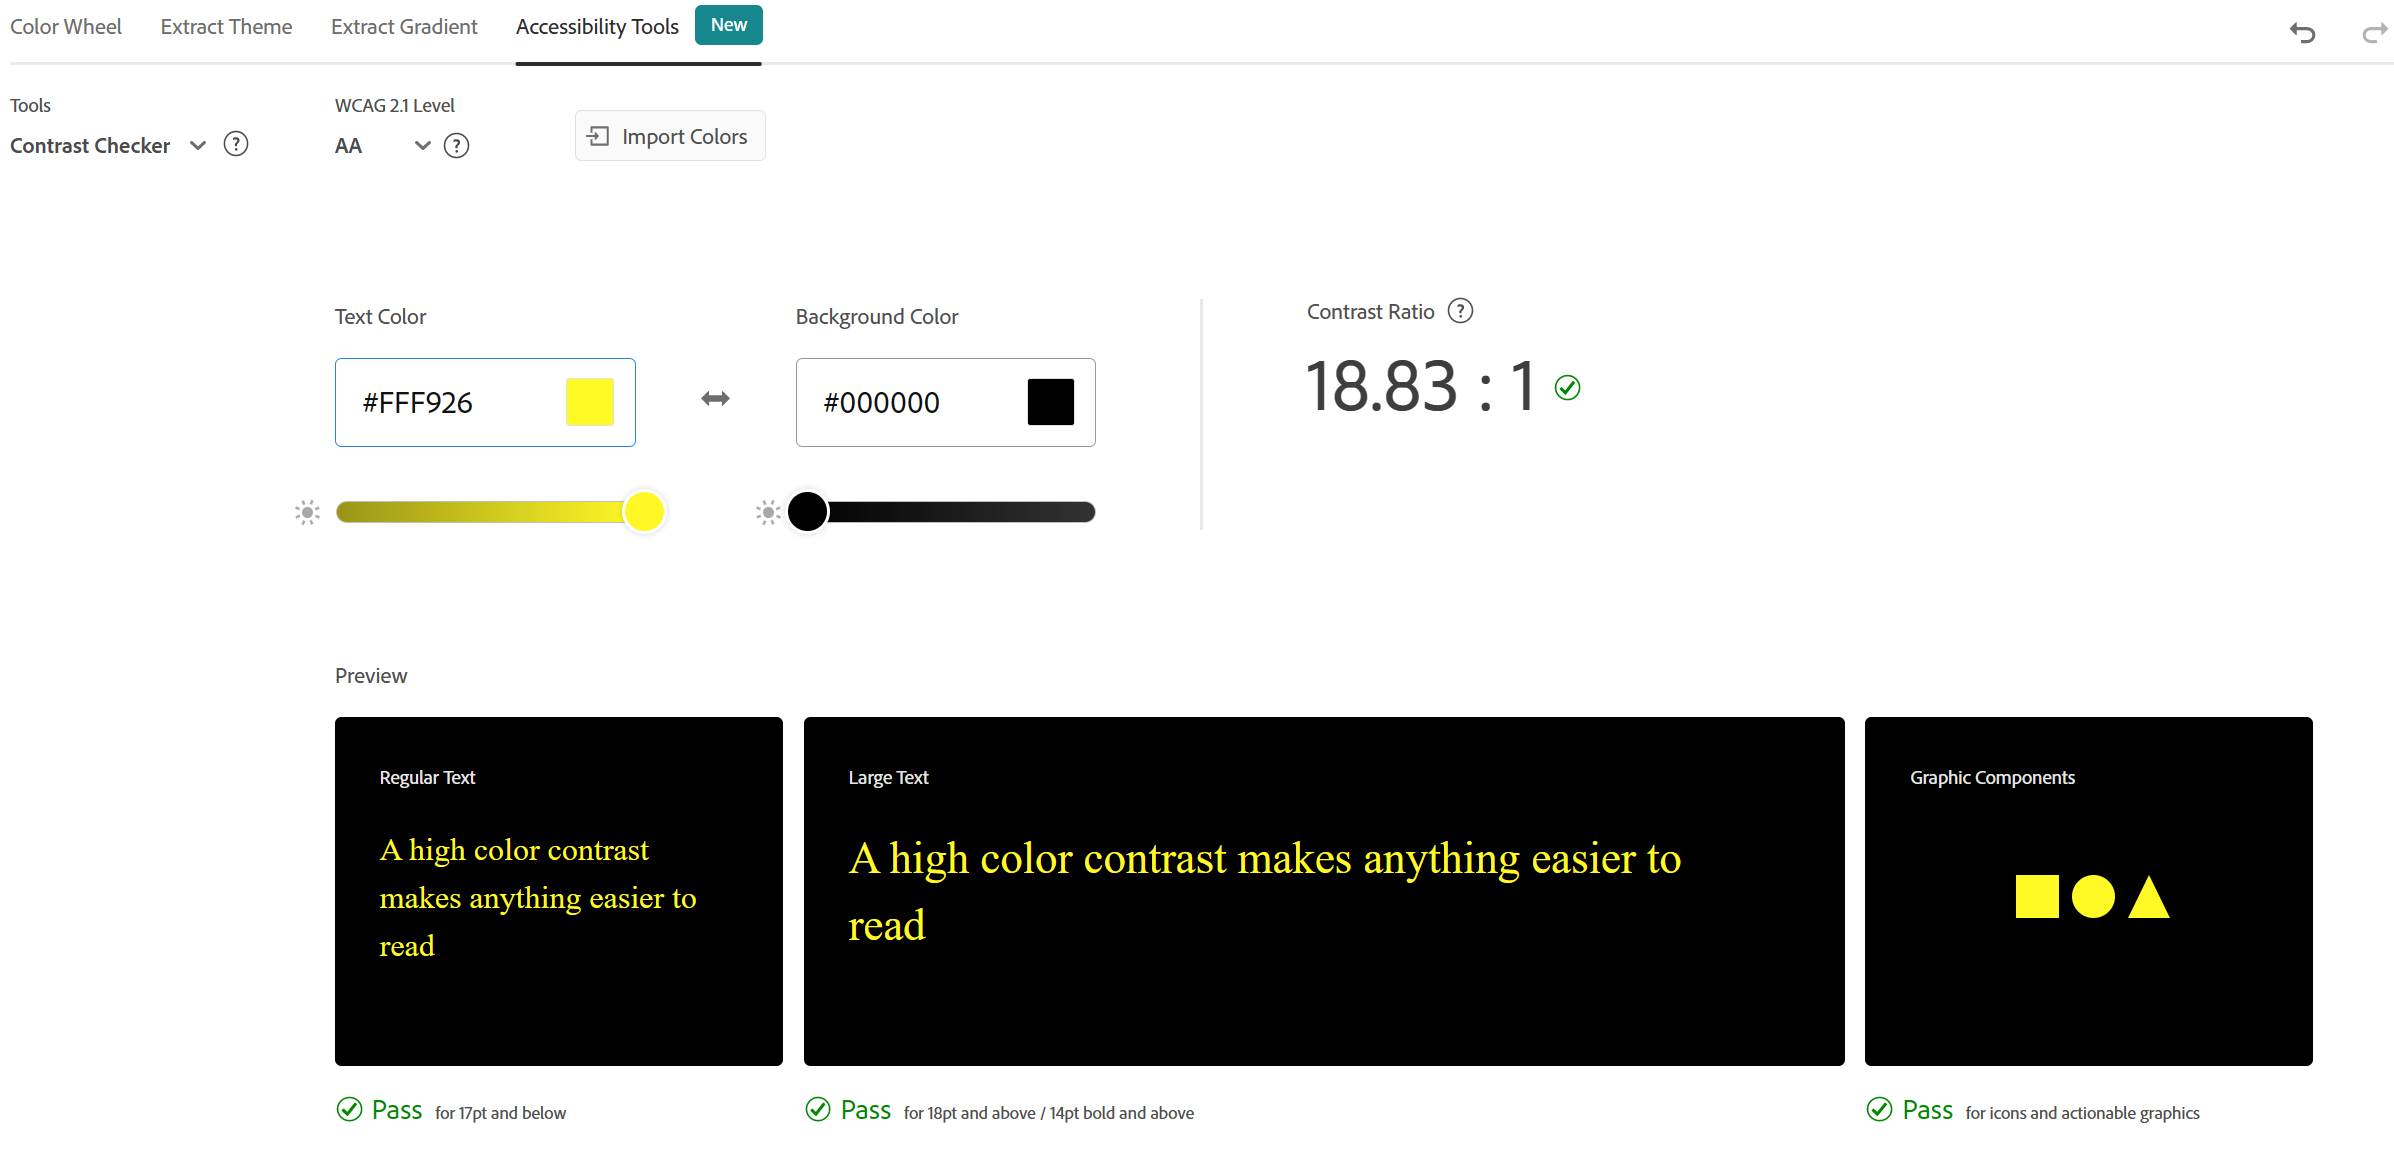 Color Wheel Extract Theme Extract Gradient Accessibility Tools New
Tools WCAG 2.1 Level
Contrast Checker ? AA ? Import Colors
Text Color Background Color Contrast Ratio ?
#FFF926 #000000 18.83 : 1
Preview
Regular Text
A high color contrast
makes anything easier to
read
Large Text
A high color contrast makes anything easier to
read
Graphic Components
Pass for 17pt and below
Pass for 18pt and above / 14pt bold and above
Pass for icons and actionable graphics